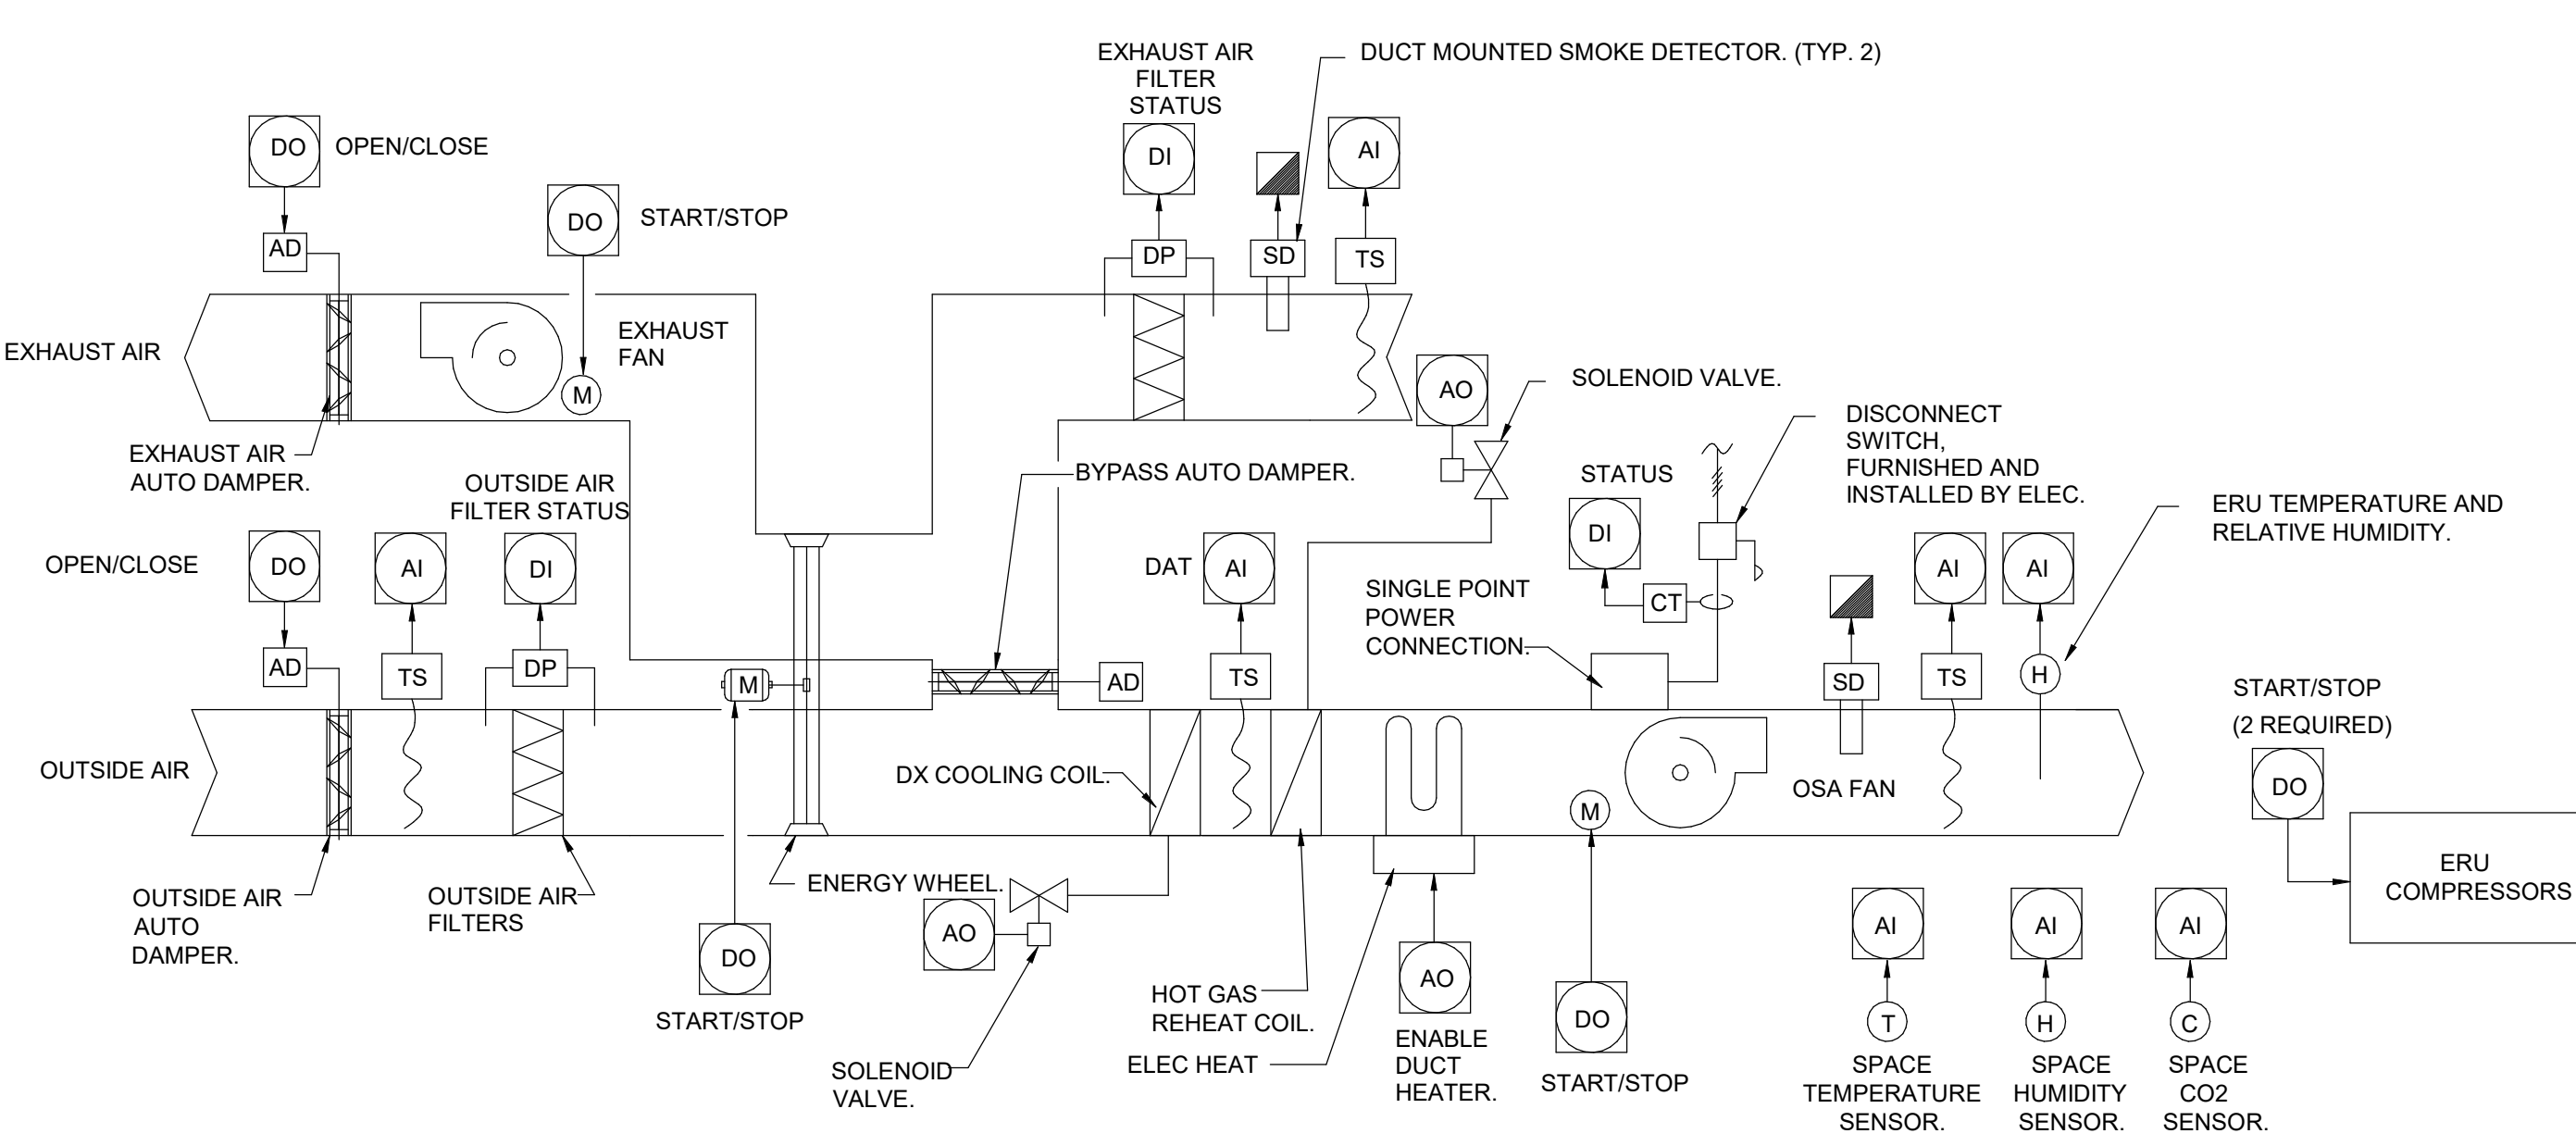 EXHAUST AIR
FILTER
STATUS
DUCT MOUNTED SMOKE DETECTOR. (TYP. 2)
DO
OPEN/CLOSE
DI
AI
DO
START/STOP
AD
DP
SD
TS
EXHAUST
FAN
EXHAUST AIR
M
AO
SOLENOID VALVE.
DISCONNECT
SWITCH,
FURNISHED AND
INSTALLED BY ELEC.
EXHAUST AIR
AUTO DAMPER.
BYPASS AUTO DAMPER.
STATUS
OUTSIDE AIR
FILTER STATUS
ERU TEMPERATURE AND
RELATIVE HUMIDITY.
OPEN/CLOSE
DO
AI
DI
DAT
AI
DI
AI
AI
SINGLE POINT
POWER
CONNECTION.
CT
AD
TS
DP
M
AD
TS
SD
TS
H
START/STOP
(2 REQUIRED)
OUTSIDE AIR
DX COOLING COIL.
M
OSA FAN
DO
ERU
COMPRESSORS
OUTSIDE AIR
AUTO
DAMPER.
OUTSIDE AIR
FILTERS
ENERGY WHEEL.
AO
DO
START/STOP
SOLENOID
VALVE.
HOT GAS
REHEAT COIL.
ELEC HEAT
AO
ENABLE
DUCT
HEATER.
DO
START/STOP
AI
AI
AI
T
H
C
SPACE
TEMPERATURE
SENSOR.
SPACE
HUMIDITY
SENSOR.
SPACE
CO2
SENSOR.